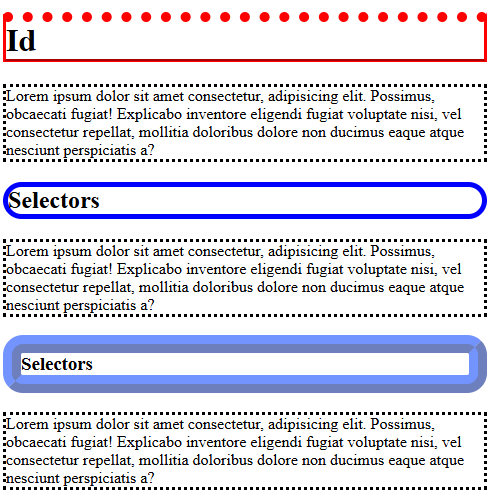 Id
Lorem ipsum dolor sit amet consectetur, adipisicing elit. Possimus,
obcaecati fugiat! Explicabo inventore eligendi fugiat voluptate nisi, vel
consectetur repellat, mollitia doloribus dolore non ducimus eaque atque
nesciunt perspiciatis a?
Selectors
Lorem ipsum dolor sit amet consectetur, adipisicing elit. Possimus,
obcaecati fugiat! Explicabo inventore eligendi fugiat voluptate nisi, vel
consectetur repellat, mollitia doloribus dolore non ducimus eaque atque
nesciunt perspiciatis a?
Selectors
Lorem ipsum dolor sit amet consectetur, adipisicing elit. Possimus,
obcaecati fugiat! Explicabo inventore eligendi fugiat voluptate nisi, vel
consectetur repellat, mollitia doloribus dolore non ducimus eaque atque
nesciunt perspiciatis a?